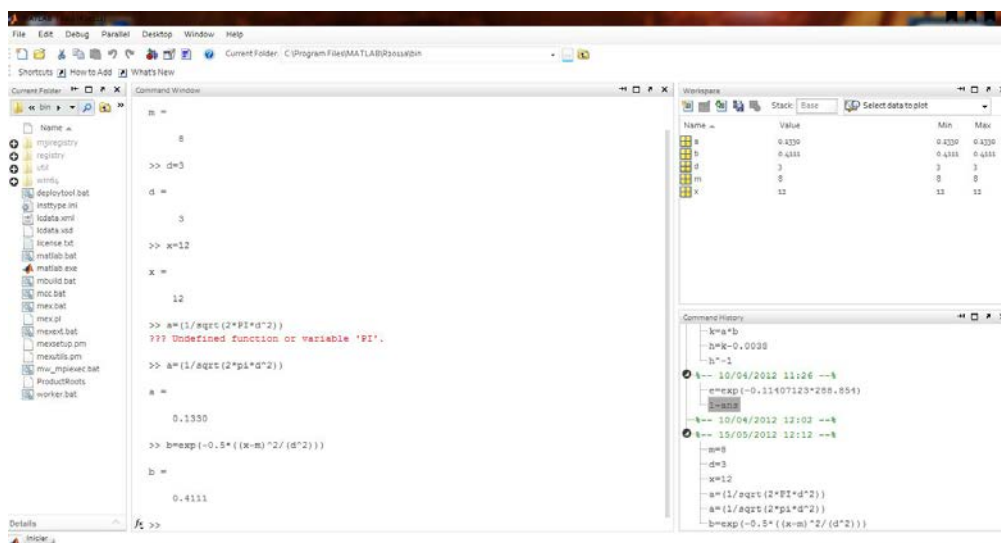 File Edit Debug Parallel Desktop Window Help
Current Folder: C:\Program Files\MATLAB\
Shortcuts How to Add What's New
Current Folder
« bin
Name
registry
util
deploytool.bat
insttype.ini
lcdata.xml
lcdata.xsd
license.txt
matlab.bat
matlab.exe
mbuild.bat
mcc.bat
mex.bat
mex.pl
mexext.bat
mexsetup.pm
mexutils.pm
mw_mpiexec.bat
ProductRoots
worker.bat
Details
Command Window
m =
8
>> d=3
d =
3
>> x=12
x =
12
>> a=(1/sqrt(2*PI*d^2))
??? Undefined function or variable 'PI'.
>> a=(1/sqrt(2*pi*d^2))
a =
0.1330
>> b=exp(-0.5*((x-m)^2/(d^2)))
b =
0.4111
fx >>
Workspace
Stack: Base Select data to plot
Name Value Min Max
a 0.1330 0.1330 0.1330
b 0.4111 0.4111 0.4111
d 3 3 3
m 8 8 8
x 12 12 12
Command History
k=a*b
h=k-0.0038
h^-1
%-- 10/04/2012 11:26 --%
e=exp(-0.11407123*288.854)
1-ans
%-- 10/04/2012 12:02 --%
%-- 15/05/2012 12:12 --%
m=8
d=3
x=12
a=(1/sqrt(2*PI*d^2))
a=(1/sqrt(2*pi*d^2))
b=exp(-0.5*((x-m)^2/(d^2)))
Iniciar